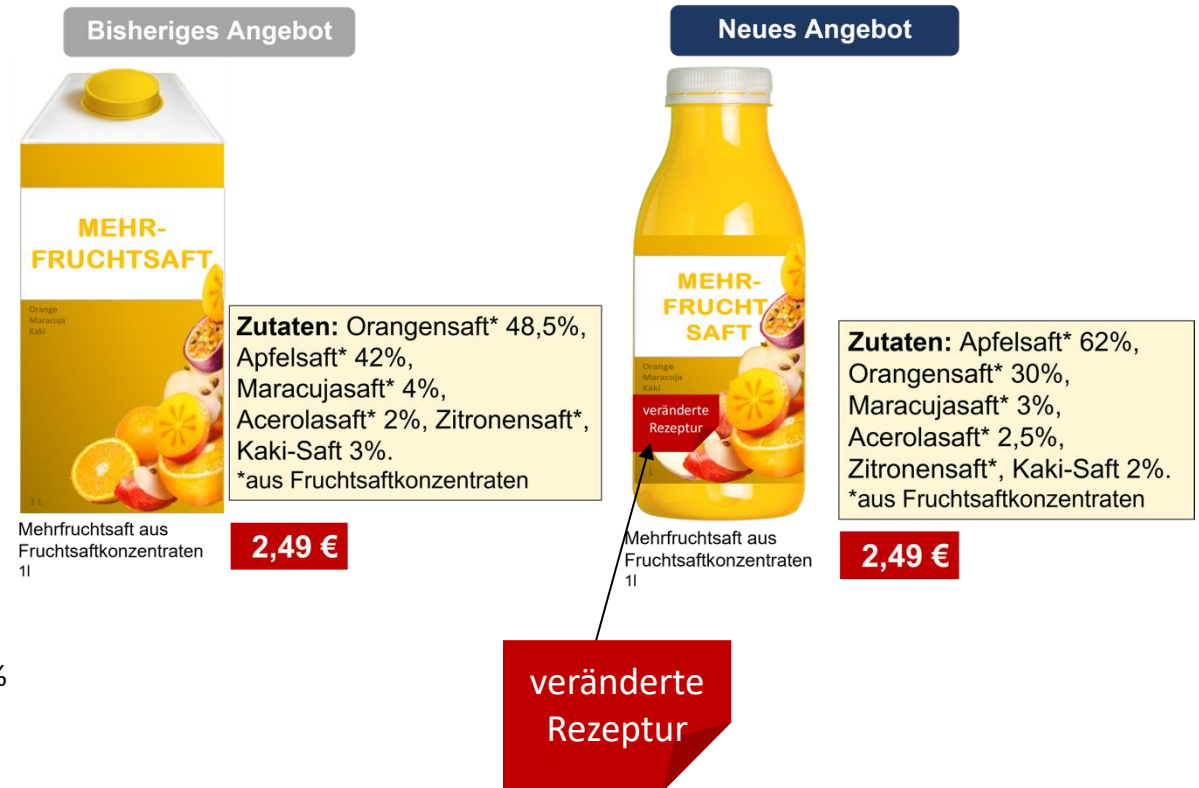 Bisheriges Angebot
MEHR-
FRUCHTSAFT
Orange
Maracuja
Kaki
1 L
Zutaten: Orangensaft* 48,5%,
Apfelsaft* 42%,
Maracujasaft* 4%,
Acerolasaft* 2%, Zitronensaft*,
Kaki-Saft 3%.
*aus Fruchtsaftkonzentraten
Mehrfruchtsaft aus
Fruchtsaftkonzentraten
1l
2,49 €
Neues Angebot
MEHR-
FRUCHT
SAFT
Orange
Maracuja
Kaki
veränderte
Rezeptur
L
Zutaten: Apfelsaft* 62%,
Orangensaft* 30%,
Maracujasaft* 3%,
Acerolasaft* 2,5%,
Zitronensaft*, Kaki-Saft 2%.
*aus Fruchtsaftkonzentraten
Mehrfruchtsaft aus
Fruchtsaftkonzentraten
1l
2,49 €
%
veränderte
Rezeptur